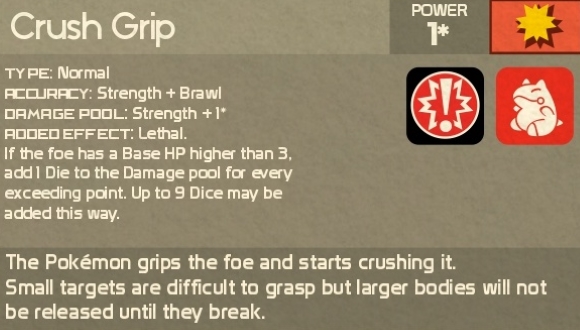 Crush Grip
POWER
1*
TYPE: Normal
ACCURACY: Strength + Brawl
DAMAGE POOL: Strength +1*
ADDED EFFECT: Lethal.
If the foe has a Base HP higher than 3,
add 1 Die to the Damage pool for every
exceeding point. Up to 9 Dice may be
added this way.
The Pokémon grips the foe and starts crushing it.
Small targets are difficult to grasp but larger bodies will not
be released until they break.